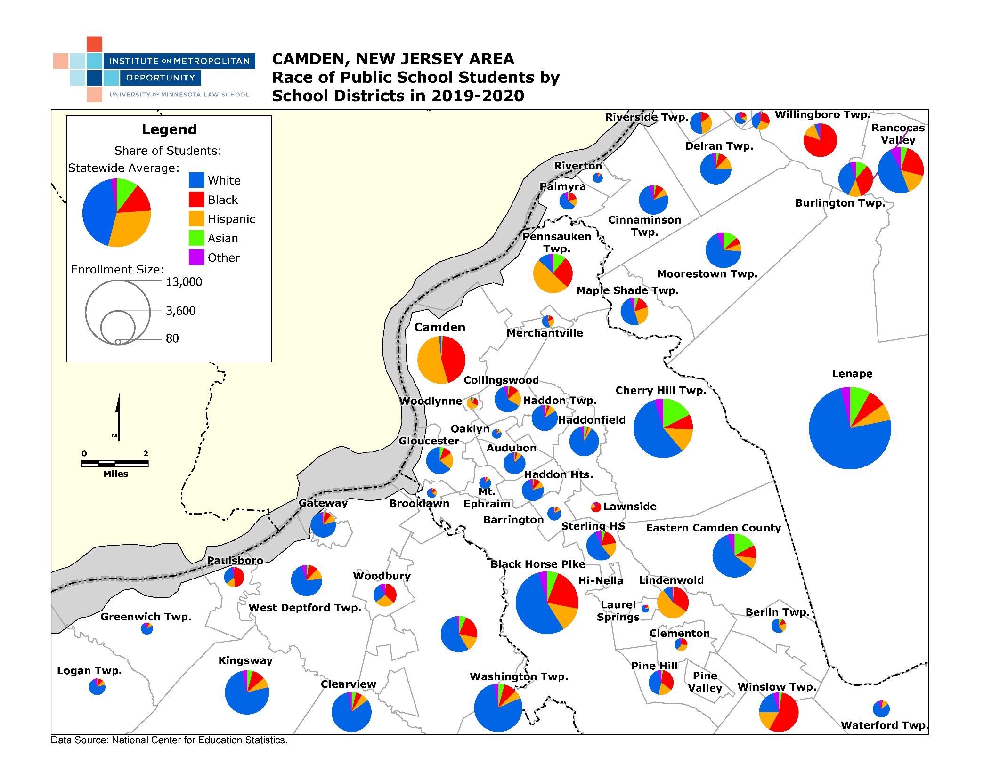 INSTITUTE ON METROPOLITAN
OPPORTUNITY
UNIVERSITY OF MINNESOTA LAW SCHOOL
CAMDEN, NEW JERSEY AREA
Race of Public School Students by
School Districts in 2019-2020
Legend
Share of Students:
Statewide Average:
White
Black
Hispanic
Asian
Other
Enrollment Size:
13,000
3,600
80
N
0 2
Miles
Riverside Twp.
Willingboro Twp.
Rancocas
Valley
Delran Twp.
Riverton
Palmyra
Burlington Twp.
Cinnaminson
Twp.
Pennsauken
Twp.
Moorestown Twp.
Maple Shade Twp.
Camden
Merchantville
Lenape
Collingswood
Cherry Hill Twp.
Woodlynne
Haddon Twp.
Haddonfield
Oaklyn
Gloucester
Audubon
Haddon Hts.
Mt.
Ephraim
Gateway
Brooklawn
Lawnside
Barrington
Sterling HS
Eastern Camden County
Paulsboro
Black Horse Pike
Woodbury
Hi-Nella
Lindenwold
West Deptford Twp.
Laurel
Springs
Berlin Twp.
Greenwich Twp.
Clementon
Kingsway
Pine Hill
Logan Twp.
Pine
Valley
Washington Twp.
Clearview
Winslow Twp.
Waterford Twp.
Data Source: National Center for Education Statistics.